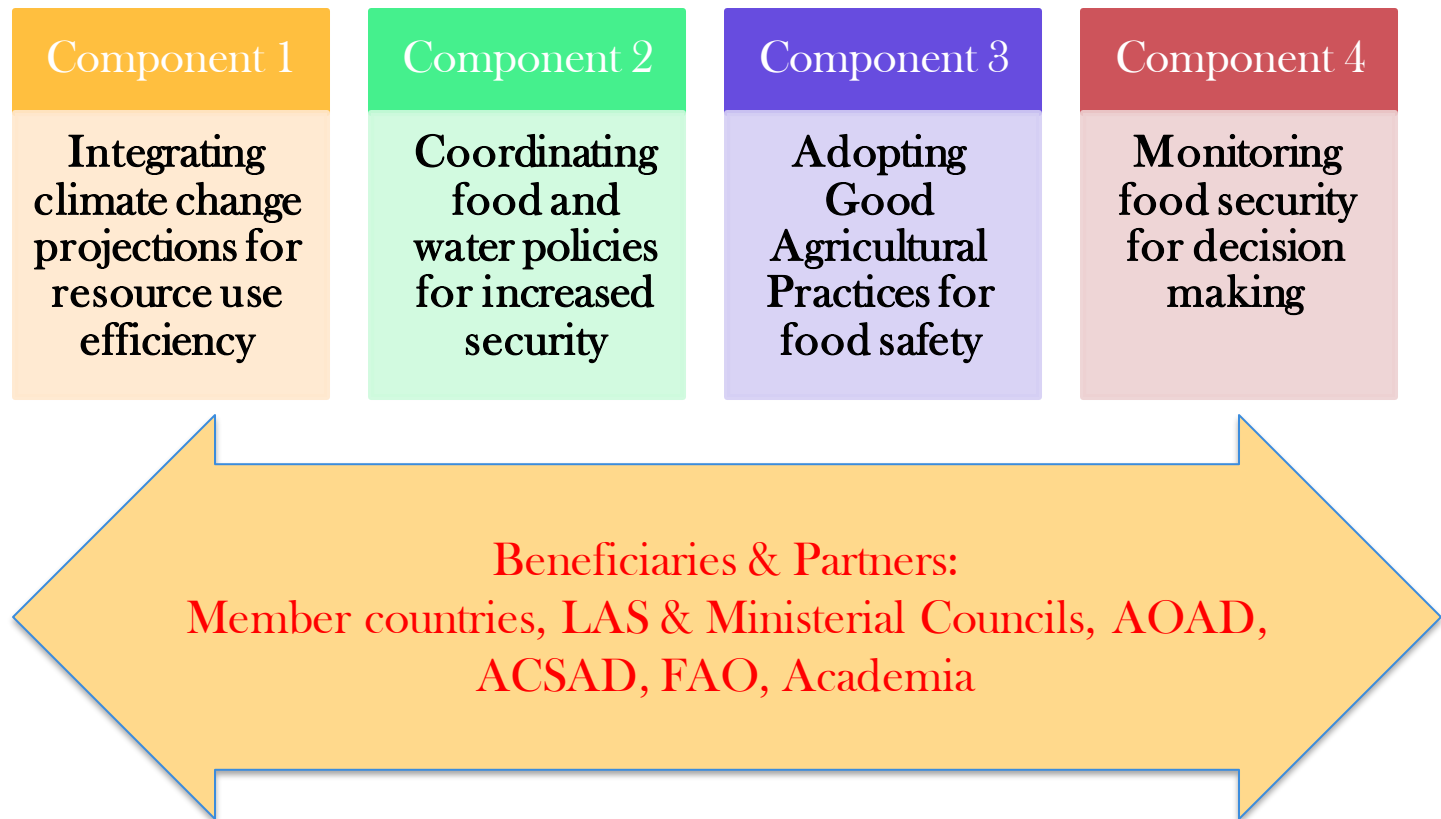 Component 1
Integrating
climate change
projections for
resource use
efficiency
Component 2
Coordinating
food and
water policies
for increased
security
Component 3
Adopting
Good
Agricultural
Practices for
food safety
Component 4
Monitoring
food security
for decision
making
Beneficiaries & Partners:
Member countries, LAS & Ministerial Councils, AOAD,
ACSAD, FAO, Academia